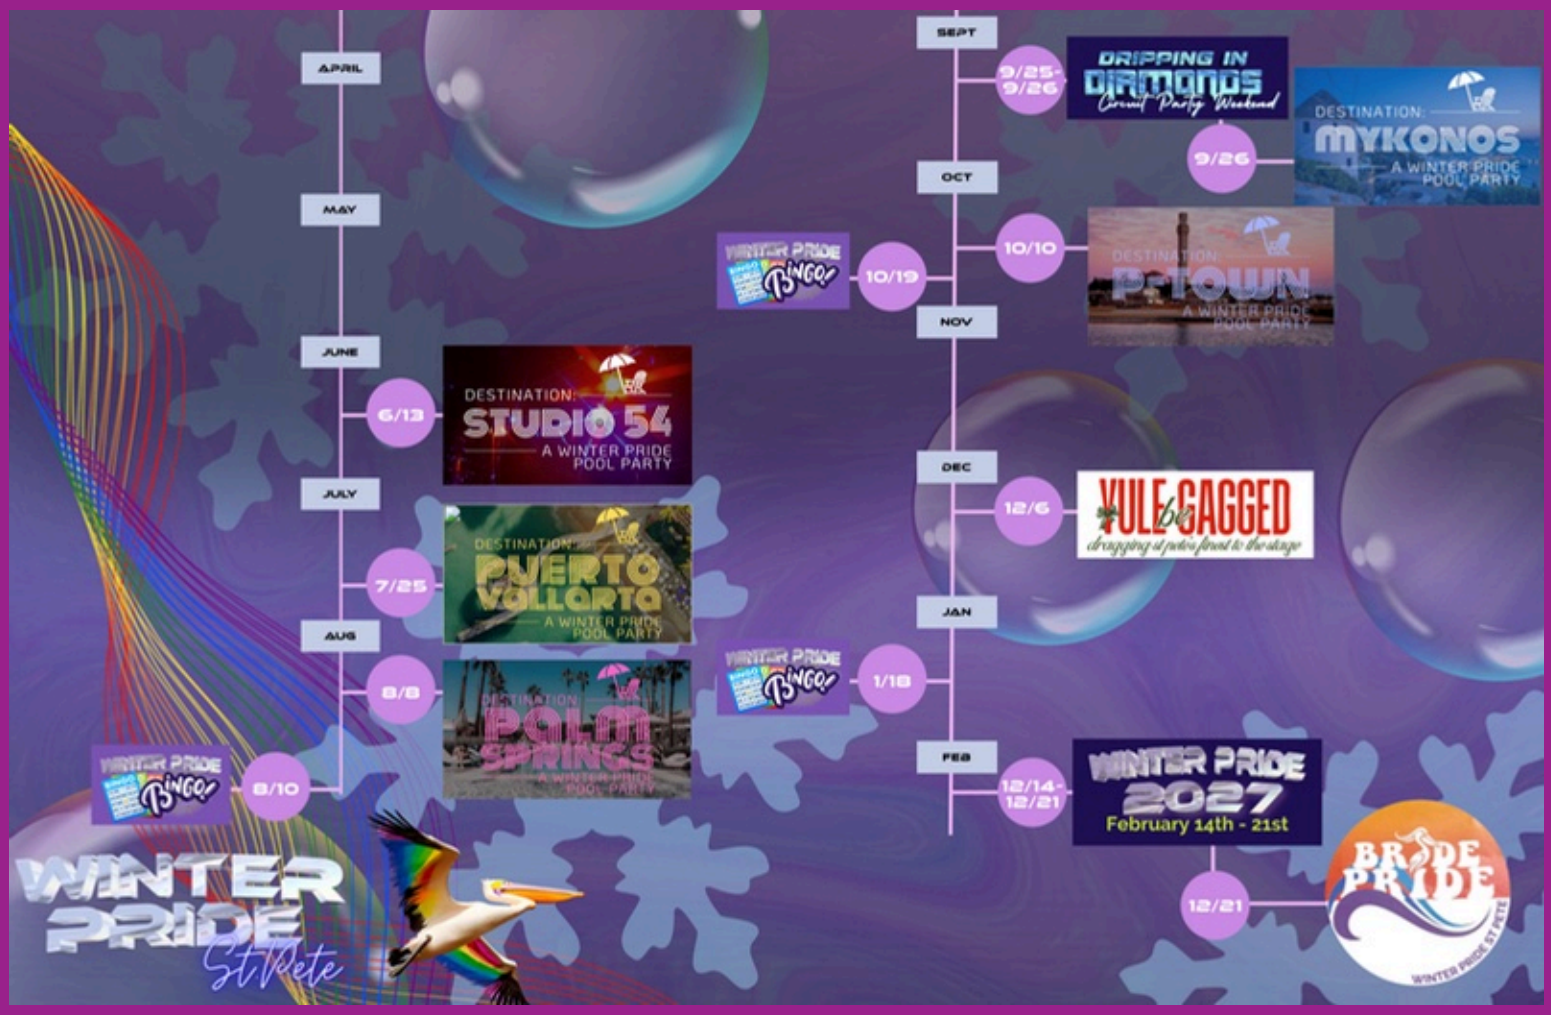 APRIL
MAY
JUNE
6/13
DESTINATION:
STUDIO 54
A WINTER PRIDE
POOL PARTY
JULY
7/25
DESTINATION:
PUERTO
VALLARTA
A WINTER PRIDE
POOL PARTY
AUG
8/8
DESTINATION:
PALM
SPRINGS
A WINTER PRIDE
POOL PARTY
WINTER PRIDE
BINGO
BINGO!
8/10
WINTER
PRIDE
St Pete
SEPT
9/25-
9/26
DRIPPING IN
DIAMONDS
Circuit Party Weekend
9/26
DESTINATION:
MYKONOS
A WINTER PRIDE
POOL PARTY
OCT
10/10
DESTINATION:
P-TOWN
A WINTER PRIDE
POOL PARTY
WINTER PRIDE
BINGO
BINGO!
10/19
NOV
DEC
12/6
YULE be GAGGED
dragging st pete's finest to the stage
JAN
WINTER PRIDE
BINGO
BINGO!
1/18
FEB
12/14-
12/21
WINTER PRIDE
2027
February 14th - 21st
12/21
BRIDE
PRIDE
WINTER PRIDE ST PETE